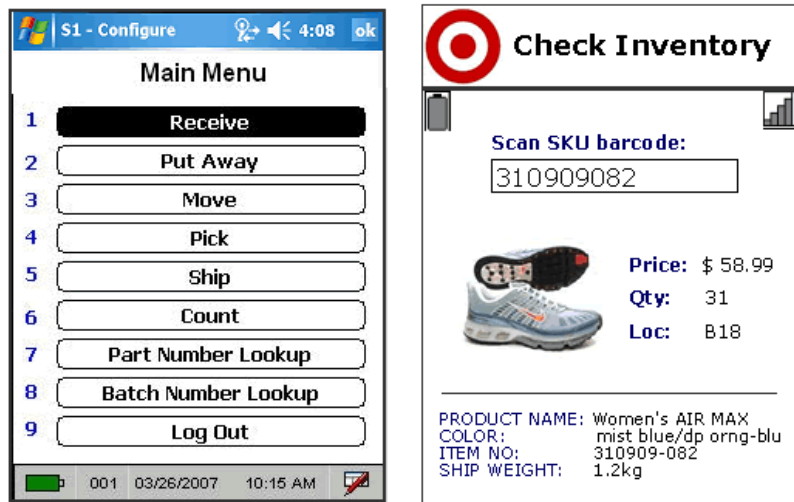 S1 - Configure 4:08 ok
Main Menu
1 Receive
2 Put Away
3 Move
4 Pick
5 Ship
6 Count
7 Part Number Lookup
8 Batch Number Lookup
9 Log Out
001 03/26/2007 10:15 AM
Check Inventory
Scan SKU barcode:
310909082
Price: $ 58.99
Qty: 31
Loc: B18
PRODUCT NAME: Women's AIR MAX
COLOR: mist blue/dp orng-blu
ITEM NO: 310909-082
SHIP WEIGHT: 1.2kg